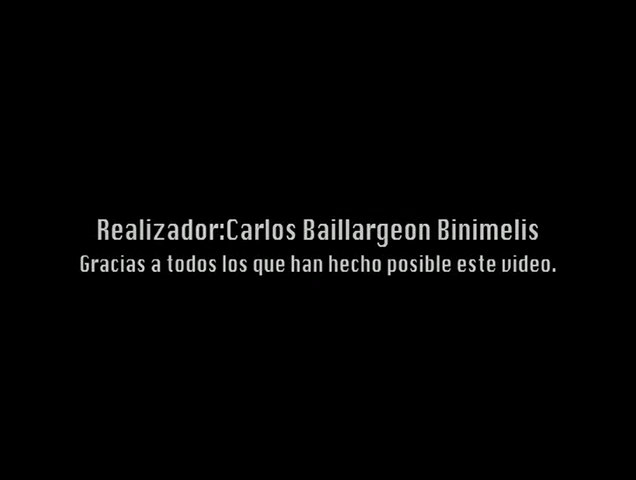 Realizador:Carlos Baillargeon Binimelis
Gracias a todos los que han hecho posible este video.